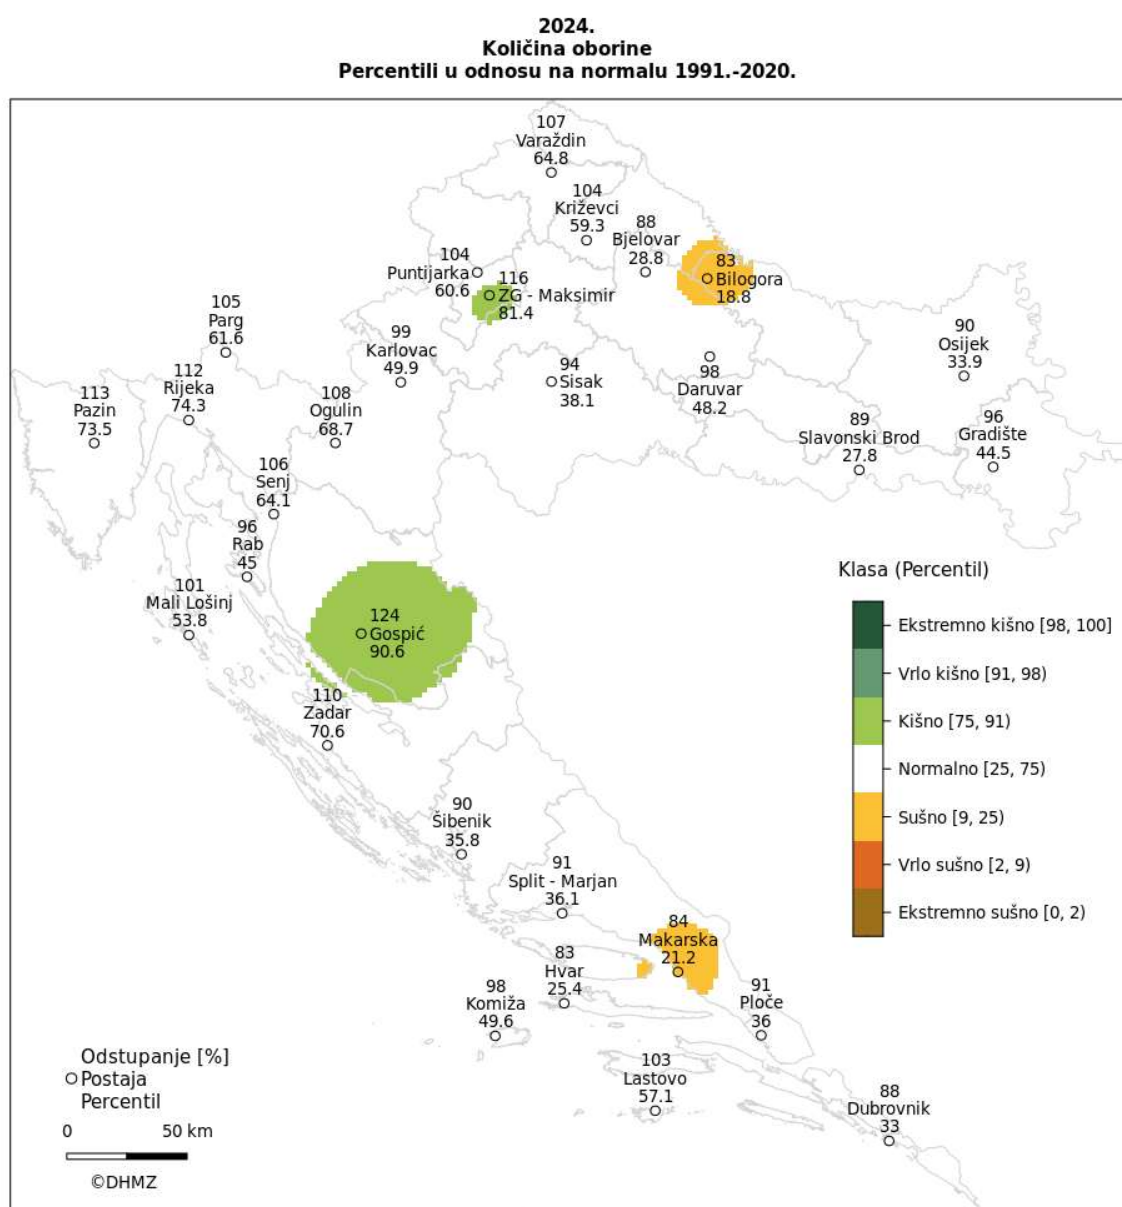 2024.
Količina oborine
Percentili u odnosu na normalu 1991.-2020.
107
Varaždin
64.8
104
Križevci
59.3
88
Bjelovar
28.8
83
Bilogora
18.8
104
Puntijarka
60.6
116
ZG - Maksimir
81.4
105
Parg
61.6
99
Karlovac
49.9
94
Sisak
38.1
98
Daruvar
48.2
90
Osijek
33.9
113
Pazin
73.5
112
Rijeka
74.3
108
Ogulin
68.7
89
Slavonski Brod
27.8
96
Gradište
44.5
106
Senj
64.1
96
Rab
45
101
Mali Lošinj
53.8
124
Gospić
90.6
110
Zadar
70.6
90
Šibenik
35.8
91
Split - Marjan
36.1
84
Makarska
21.2
83
Hvar
25.4
98
Komiža
49.6
91
Ploče
36
103
Lastovo
57.1
88
Dubrovnik
33
Klasa (Percentil)
Ekstremno kišno [98, 100]
Vrlo kišno [91, 98)
Kišno [75, 91)
Normalno [25, 75)
Sušno [9, 25)
Vrlo sušno [2, 9)
Ekstremno sušno [0, 2)
Odstupanje [%]
Postaja
Percentil
0 50 km
©DHMZ